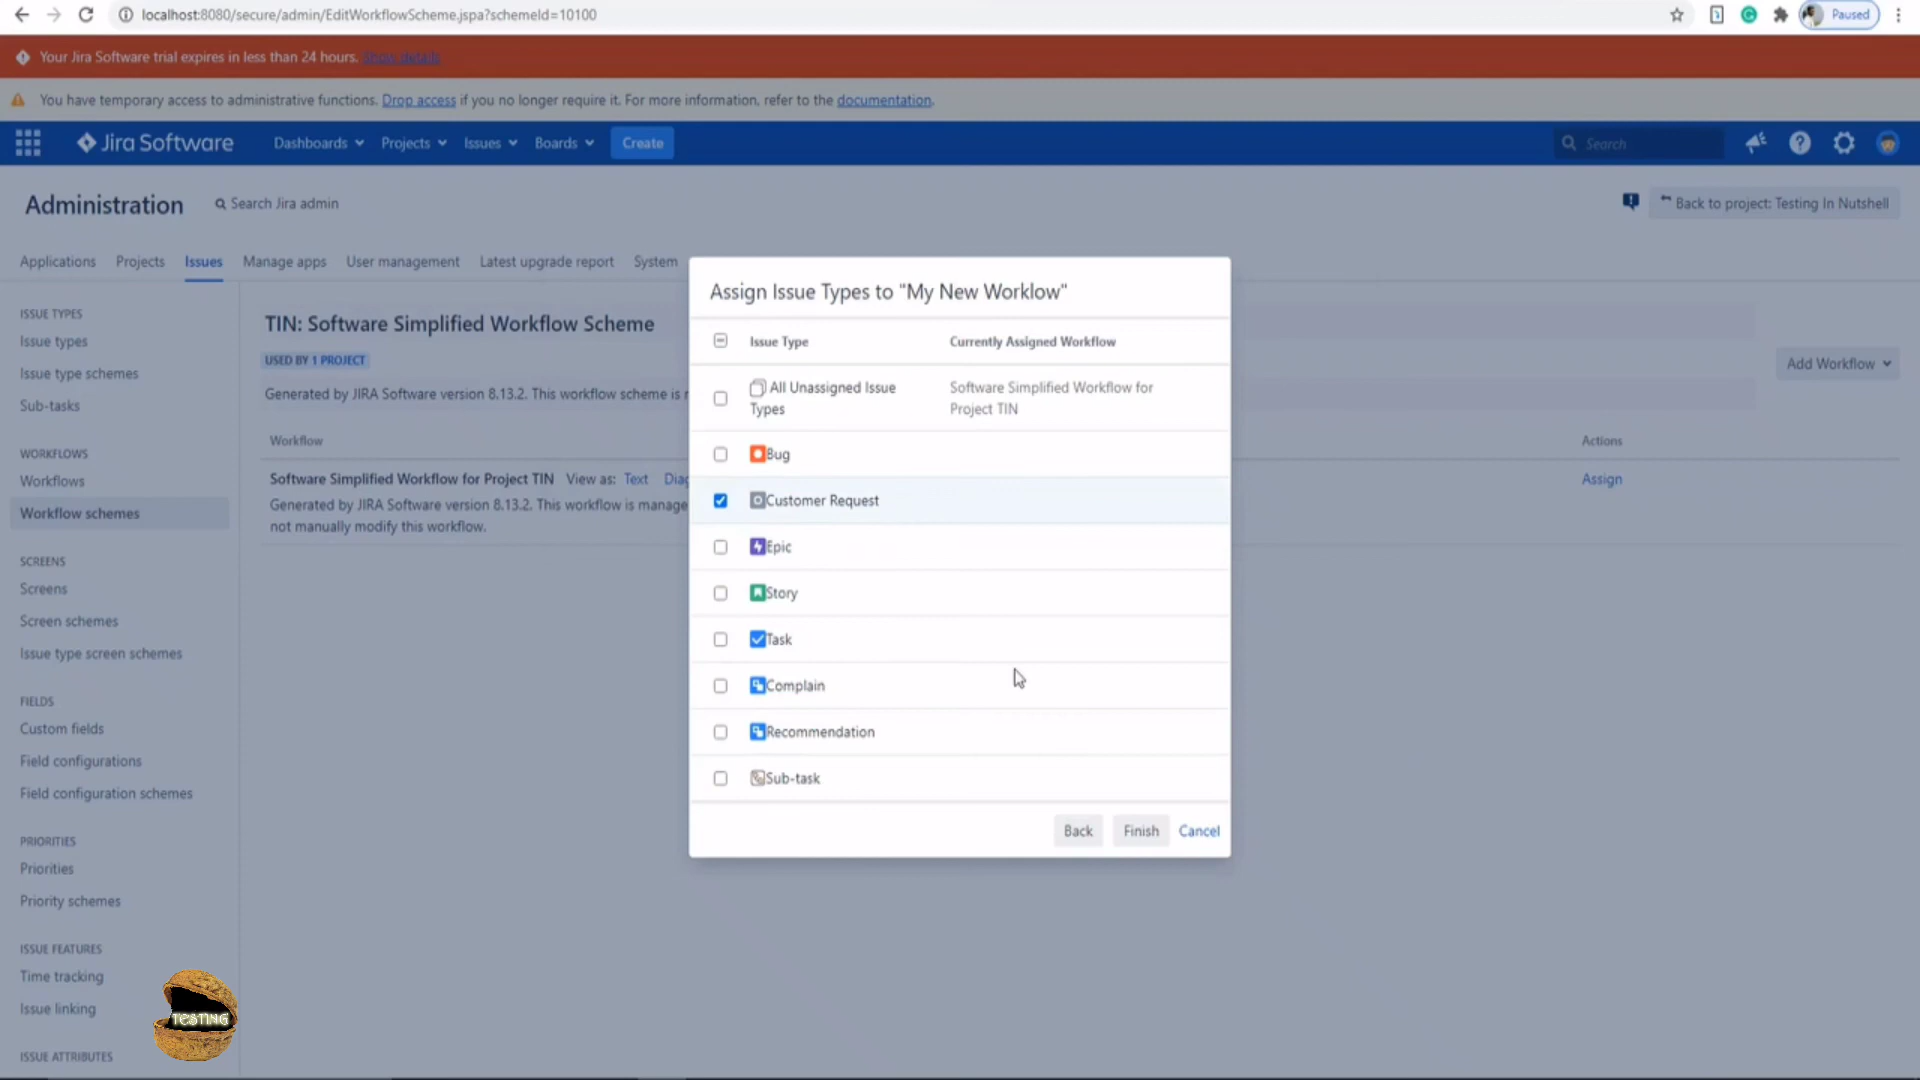 localhost:8080/secure/admin/EditWorkflowScheme.jspa?schemeId=10100
Paused
Your Jira Software trial expires in less than 24 hours. Show details
You have temporary access to administrative functions. Drop access if you no longer require it. For more information, refer to the documentation.
Jira Software
Dashboards
Projects
Issues
Boards
Create
Search
Administration
Search Jira admin
Back to project: Testing In Nutshell
Applications
Projects
Issues
Manage apps
User management
Latest upgrade report
System
ISSUE TYPES
Issue types
Issue type schemes
Sub-tasks
WORKFLOWS
Workflows
Workflow schemes
SCREENS
Screens
Screen schemes
Issue type screen schemes
FIELDS
Custom fields
Field configurations
Field configuration schemes
PRIORITIES
Priorities
Priority schemes
ISSUE FEATURES
Time tracking
Issue linking
ISSUE ATTRIBUTES
TIN: Software Simplified Workflow Scheme
USED BY 1 PROJECT
Add Workflow
Generated by JIRA Software version 8.13.2. This workflow scheme is
Workflow
Actions
Software Simplified Workflow for Project TIN View as: Text
Assign
Generated by JIRA Software version 8.13.2. This workflow is
not manually modify this workflow.
Assign Issue Types to "My New Worklow"
Issue Type
Currently Assigned Workflow
All Unassigned Issue
Types
Software Simplified Workflow for
Project TIN
Bug
Customer Request
Epic
Story
Task
Complain
Recommendation
Sub-task
Back
Finish
Cancel
TESTING